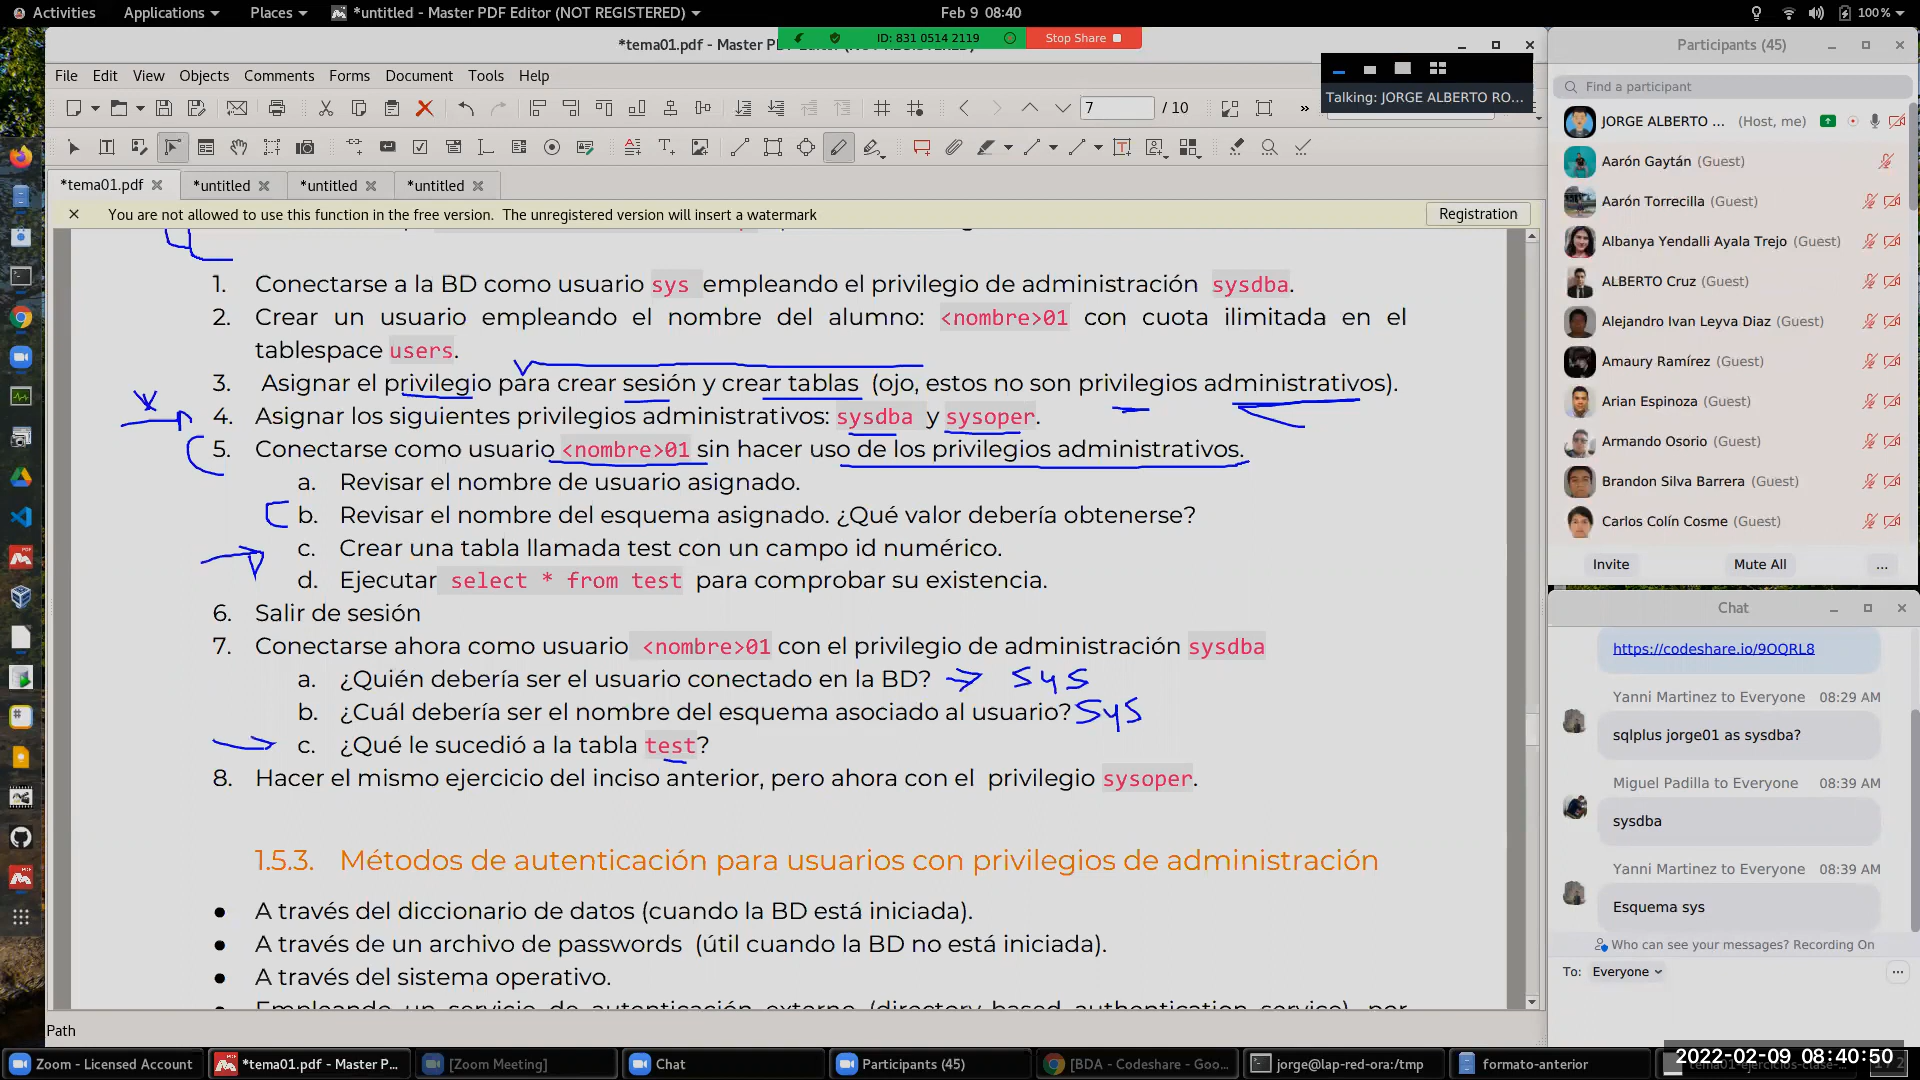 Activities Applications Places *untitled - Master PDF Editor (NOT REGISTERED) Feb 9 08:40 100%
*tema01.pdf - Master P
ID: 831 0514 2119 Stop Share
Talking: JORGE ALBERTO RO...
File Edit View Objects Comments Forms Document Tools Help
7 / 10 »
*tema01.pdf *untitled *untitled *untitled
You are not allowed to use this function in the free version. The unregistered version will insert a watermark Registration
1. Conectarse a la BD como usuario sys empleando el privilegio de administración sysdba.
2. Crear un usuario empleando el nombre del alumno: <nombre>01 con cuota ilimitada en el
tablespace users.
3. Asignar el privilegio para crear sesión y crear tablas (ojo, estos no son privilegios administrativos).
4. Asignar los siguientes privilegios administrativos: sysdba y sysoper.
5. Conectarse como usuario <nombre>01 sin hacer uso de los privilegios administrativos.
a. Revisar el nombre de usuario asignado.
b. Revisar el nombre del esquema asignado. ¿Qué valor debería obtenerse?
c. Crear una tabla llamada test con un campo id numérico.
d. Ejecutar select * from test para comprobar su existencia.
6. Salir de sesión
7. Conectarse ahora como usuario <nombre>01 con el privilegio de administración sysdba
a. ¿Quién debería ser el usuario conectado en la BD? → sys
b. ¿Cuál debería ser el nombre del esquema asociado al usuario? sys
c. ¿Qué le sucedió a la tabla test?
8. Hacer el mismo ejercicio del inciso anterior, pero ahora con el privilegio sysoper.
1.5.3. Métodos de autenticación para usuarios con privilegios de administración
● A través del diccionario de datos (cuando la BD está iniciada).
● A través de un archivo de passwords (útil cuando la BD no está iniciada).
● A través del sistema operativo.
● Empleando un servicio de autenticación externo (directory based authentication service), por
Path
Participants (45)
Find a participant
JORGE ALBERTO ... (Host, me)
Aarón Gaytán (Guest)
Aarón Torrecilla (Guest)
Albanya Yendalli Ayala Trejo (Guest)
ALBERTO Cruz (Guest)
Alejandro Ivan Leyva Diaz (Guest)
Amaury Ramírez (Guest)
Arian Espinoza (Guest)
Armando Osorio (Guest)
Brandon Silva Barrera (Guest)
Carlos Colín Cosme (Guest)
Invite Mute All ...
Chat
https://codeshare.io/9OQRL8
Yanni Martinez to Everyone 08:29 AM
sqlplus jorge01 as sysdba?
Miguel Padilla to Everyone 08:39 AM
sysdba
Yanni Martinez to Everyone 08:39 AM
Esquema sys
Who can see your messages? Recording On
To: Everyone
Zoom - Licensed Account *tema01.pdf - Master P... [Zoom Meeting] Chat Participants (45) [BDA - Codeshare - Goo... jorge@lap-red-ora:/tmp formato-anterior
2022-02-09 08:40:50